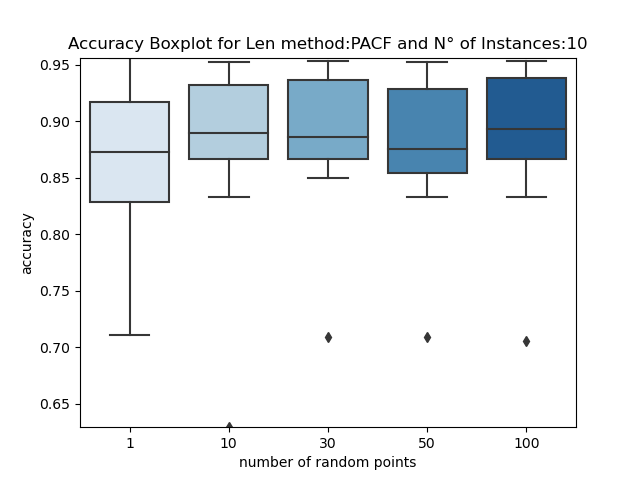 Accuracy Boxplot for Len method:PACF and N° of Instances:10
0.95
0.90
0.85
0.80
0.75
0.70
0.65
accuracy
1 10 30 50 100
number of random points